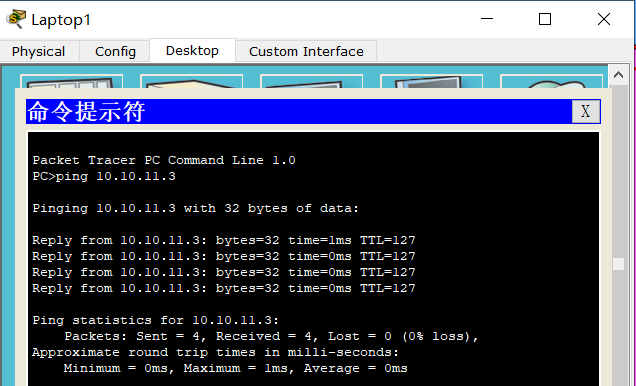 Laptop1
Physical Config Desktop Custom Interface
命令提示符 X
Packet Tracer PC Command Line 1.0
PC>ping 10.10.11.3
Pinging 10.10.11.3 with 32 bytes of data:
Reply from 10.10.11.3: bytes=32 time=1ms TTL=127
Reply from 10.10.11.3: bytes=32 time=0ms TTL=127
Reply from 10.10.11.3: bytes=32 time=0ms TTL=127
Reply from 10.10.11.3: bytes=32 time=0ms TTL=127
Ping statistics for 10.10.11.3:
Packets: Sent = 4, Received = 4, Lost = 0 (0% loss),
Approximate round trip times in milli-seconds:
Minimum = 0ms, Maximum = 1ms, Average = 0ms